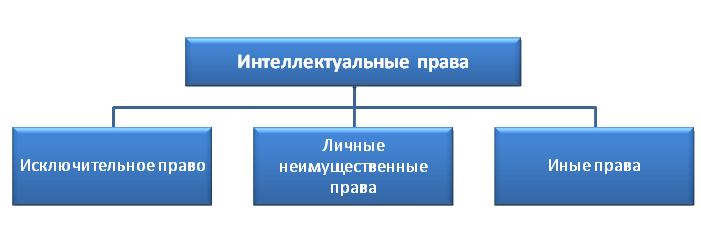 Интеллектуальные права
Исключительное право
Личные
неимущественные
права
Иные права